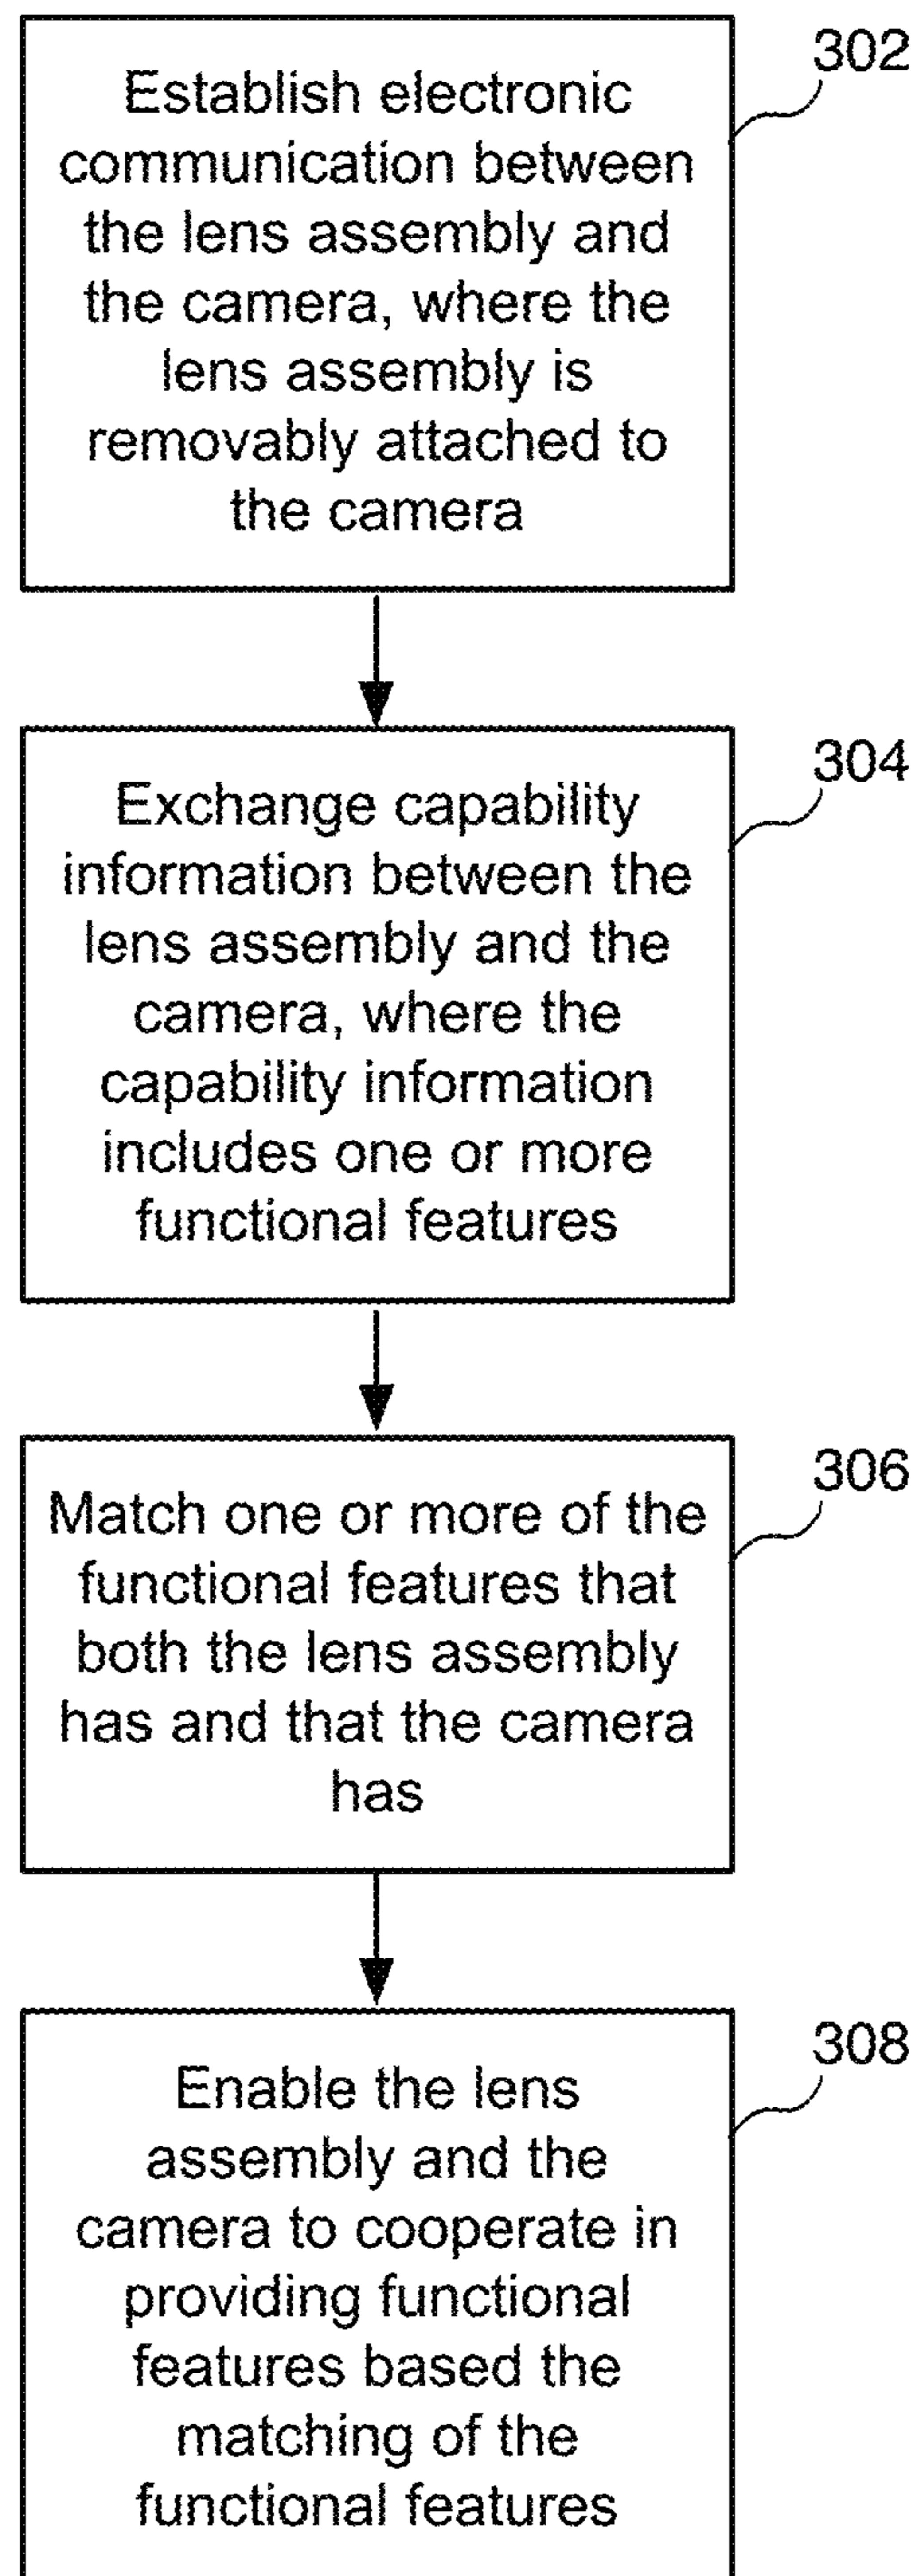 302
Establish electronic
communication between
the lens assembly and
the camera, where the
lens assembly is
removably attached to
the camera
304
Exchange capability
information between the
lens assembly and the
camera, where the
capability information
includes one or more
functional features
306
Match one or more of the
functional features that
both the lens assembly
has and that the camera
has
308
Enable the lens
assembly and the
camera to cooperate in
providing functional
features based the
matching of the
functional features